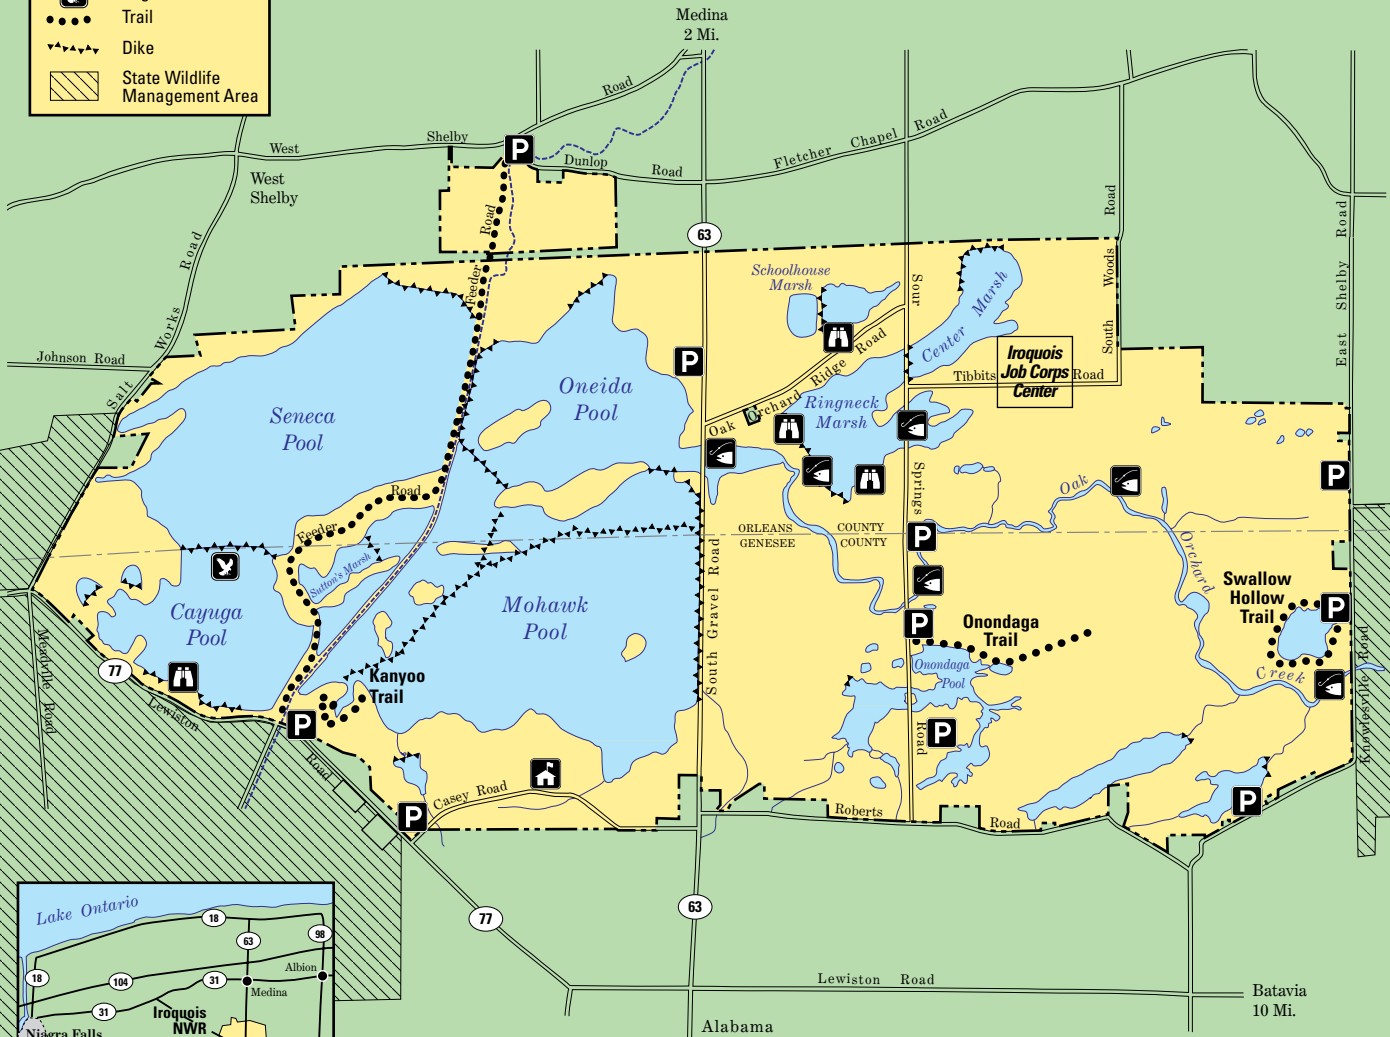 Trail
Dike
State Wildlife
Management Area
Medina
2 Mi.
Road
Shelby
West
P
Dunlop
Road
Fletcher Chapel Road
West
Shelby
Road
63
Schoolhouse
Marsh
Sour
Center Marsh
Woods
Road
East Shelby Road
Salt Works Road
Feeder
Johnson Road
P
Orchard Ridge Road
South
Iroquois
Job Corps
Center
Tibbits Road
Seneca
Pool
Oneida
Pool
Ringneck
Marsh
Oak
Springs
P
Feeder Road
Oak
Orchard
ORLEANS COUNTY
GENESEE COUNTY
P
Sutton's Marsh
Cayuga
Pool
Mohawk
Pool
South Gravel Road
Swallow
Hollow
Trail
P
P
Onondaga
Trail
Onondaga
Pool
Creek
Meadville Road
77
Kanyoo
Trail
Lewiston
P
Road
P
Road
Knowlesville Road
Casey Road
P
Roberts
Road
P
63
77
Lewiston Road
Batavia
10 Mi.
Alabama
Lake Ontario
18
63
98
18
104
31
Albion
Medina
31
Iroquois
NWR
Niagra Falls